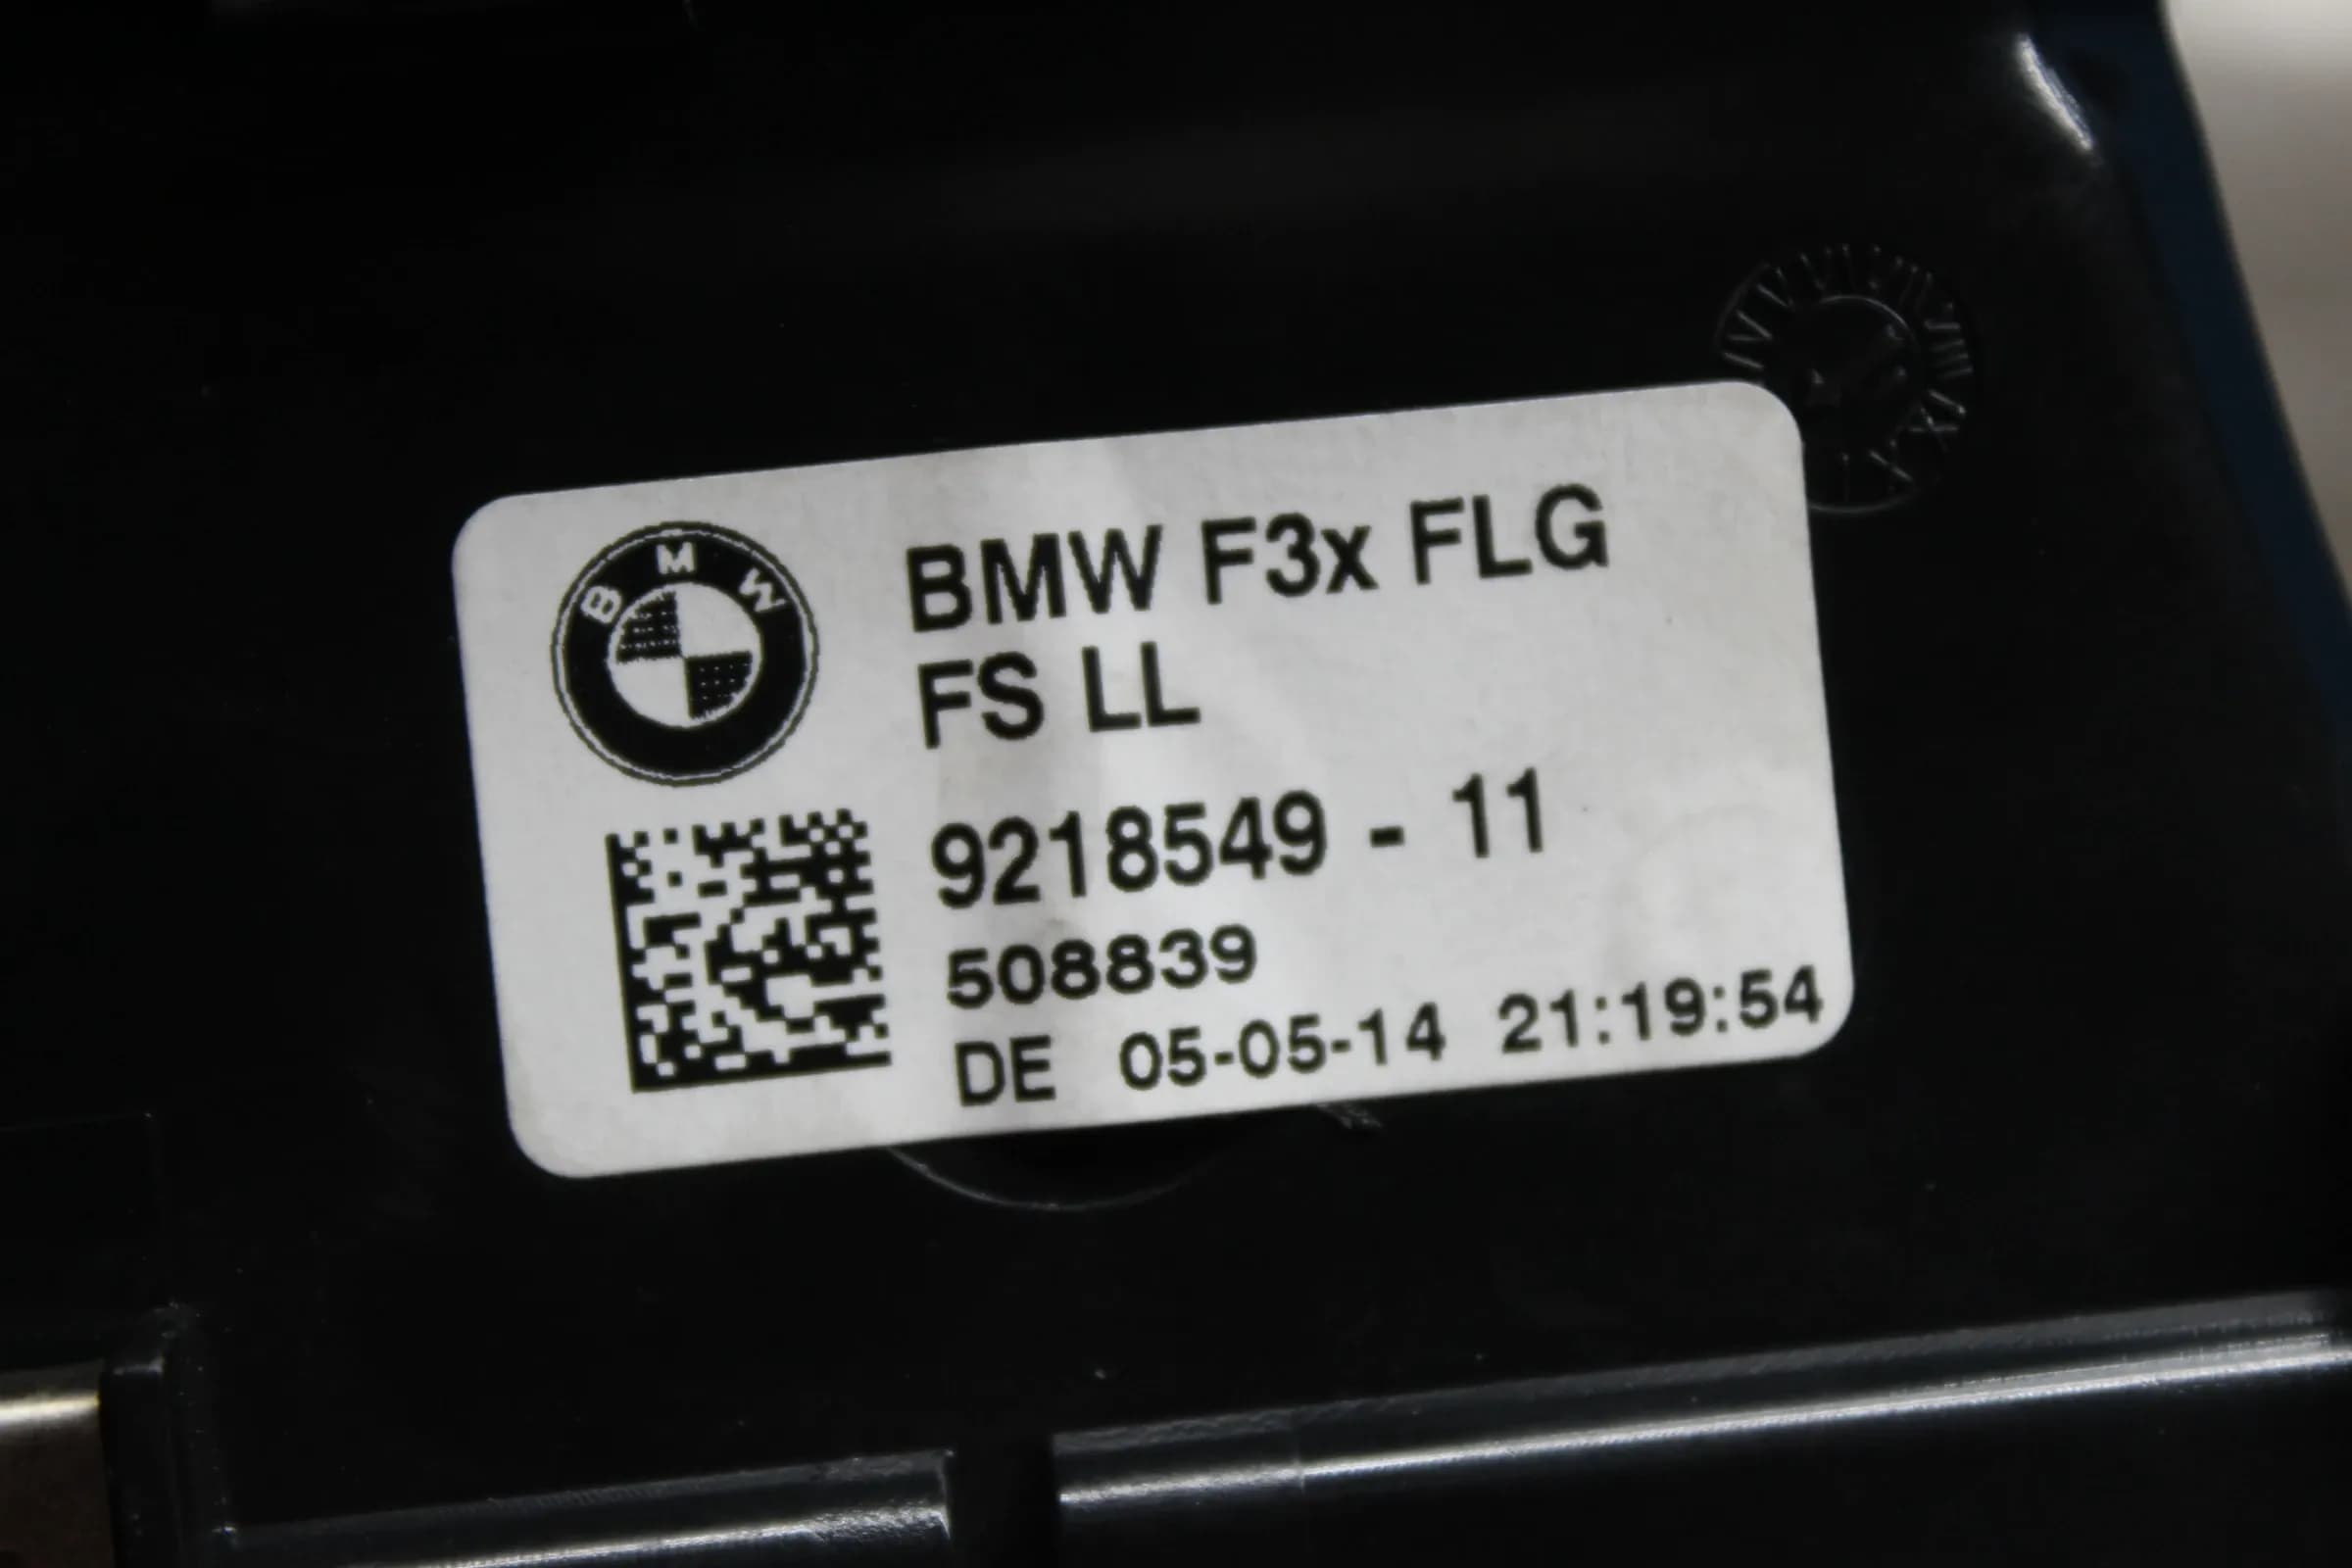 BMW
BMW F3x FLG
FS LL
9218549 - 11
508839
DE 05-05-14 21:19:54